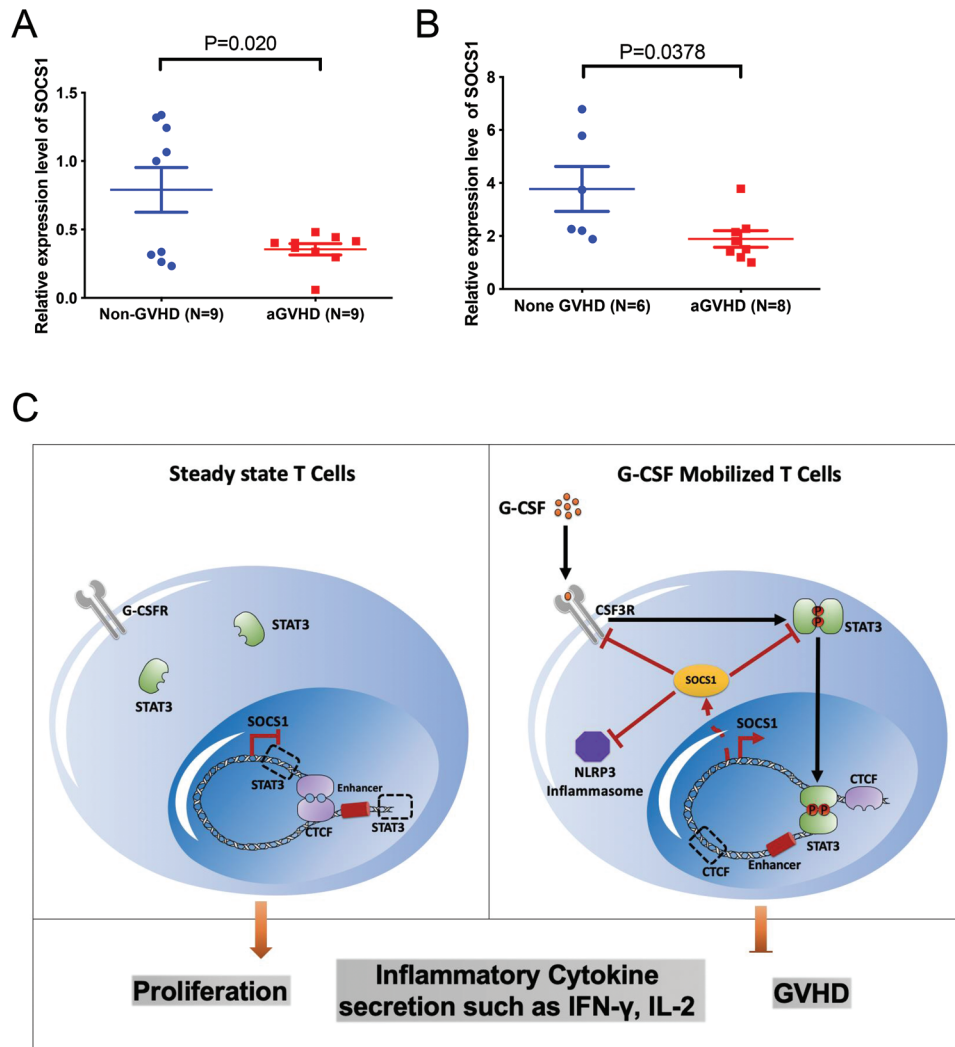 A
P=0.020
Relative expression level of SOCS1
1.5
1.0
0.5
0.0
Non-GVHD (N=9)
aGVHD (N=9)
B
P=0.0378
Relative expression leve of SOCS1
8
6
4
2
0
None GVHD (N=6)
aGVHD (N=8)
C
Steady state T Cells
G-CSFR
STAT3
STAT3
SOCS1
STAT3
Enhancer
CTCF
STAT3
G-CSF Mobilized T Cells
G-CSF
CSF3R
P
P
STAT3
SOCS1
NLRP3
Inflammasome
SOCS1
CTCF
P P
STAT3
Enhancer
CTCF
Proliferation
Inflammatory Cytokine
secretion such as IFN-γ, IL-2
GVHD